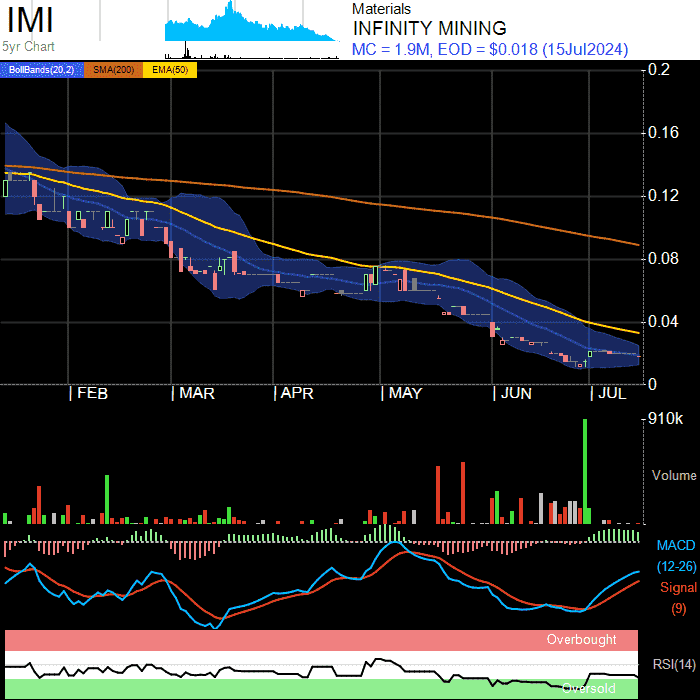 IMI
5yr Chart
Materials
INFINITY MINING
MC = 1.9M, EOD = $0.018 (15Jul2024)
BollBands(20,2) SMA(200) EMA(50)
0.2
0.16
0.12
0.08
0.04
0
FEB MAR APR MAY JUN JUL
910k
Volume
0
MACD
(12-26)
Signal
(9)
Overbought
RSI(14)
Oversold